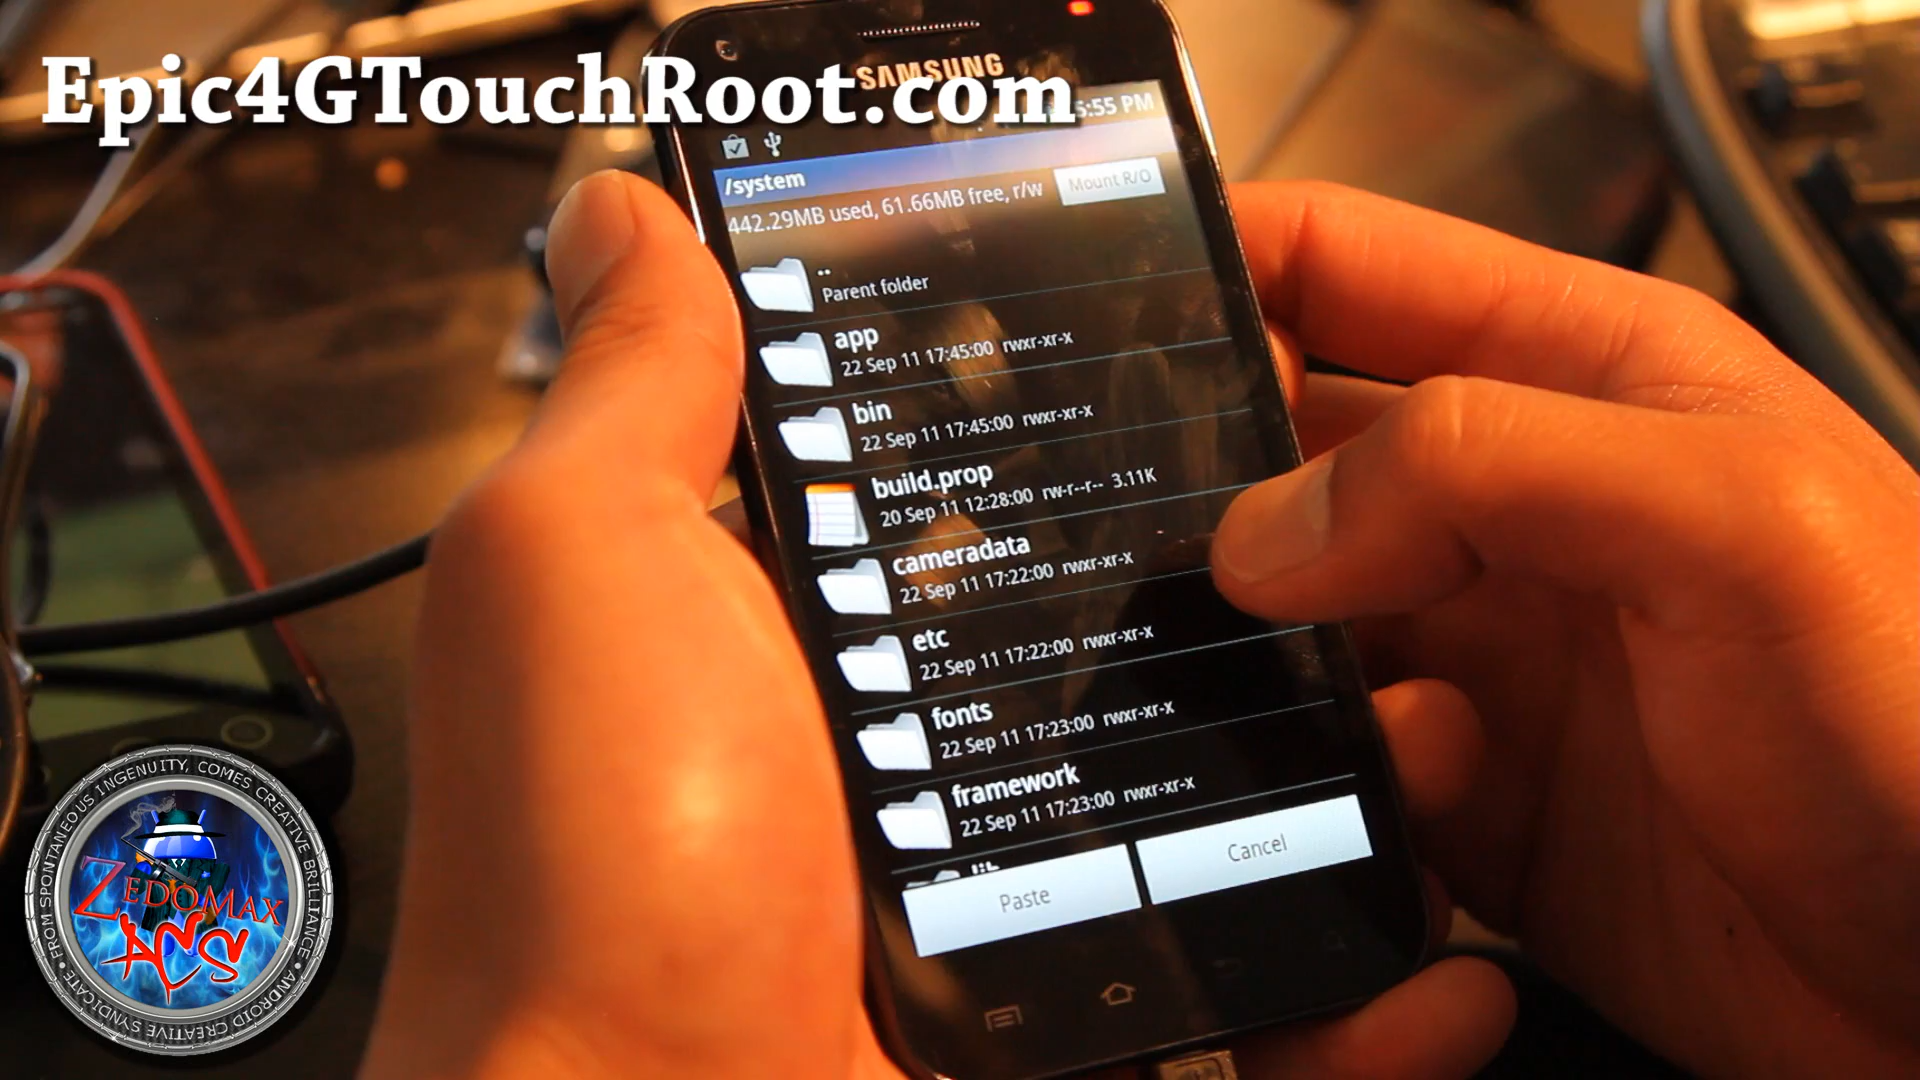 Epic4GTouchRoot.com
SAMSUNG
5:55 PM
/system
442.29MB used, 61.66MB free, r/w
Mount R/O
..
Parent folder
app
22 Sep 11 17:45:00 rwxr-xr-x
bin
22 Sep 11 17:45:00 rwxr-xr-x
build.prop
20 Sep 11 12:28:00 rw-r--r-- 3.11K
cameradata
22 Sep 11 17:22:00 rwxr-xr-x
etc
22 Sep 11 17:22:00 rwxr-xr-x
fonts
22 Sep 11 17:23:00 rwxr-xr-x
framework
22 Sep 11 17:23:00 rwxr-xr-x
lib
Paste
Cancel
FROM SPONTANEOUS INGENUITY, COMES CREATIVE BRILLIANCE
ZEDOMAX
ACS
ANDROID CREATIVE SYNDICATE